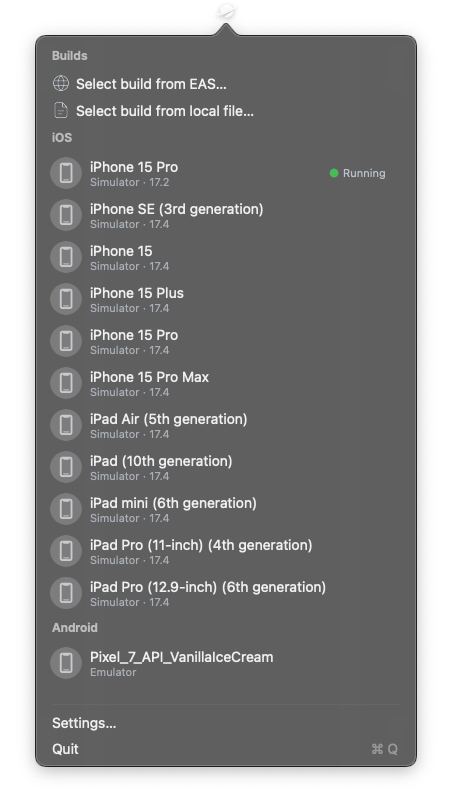 Builds
Select build from EAS...
Select build from local file...
iOS
iPhone 15 Pro
Simulator · 17.2
Running
iPhone SE (3rd generation)
Simulator · 17.4
iPhone 15
Simulator · 17.4
iPhone 15 Plus
Simulator · 17.4
iPhone 15 Pro
Simulator · 17.4
iPhone 15 Pro Max
Simulator · 17.4
iPad Air (5th generation)
Simulator · 17.4
iPad (10th generation)
Simulator · 17.4
iPad mini (6th generation)
Simulator · 17.4
iPad Pro (11-inch) (4th generation)
Simulator · 17.4
iPad Pro (12.9-inch) (6th generation)
Simulator · 17.4
Android
Pixel_7_API_VanillaIceCream
Emulator
Settings...
Quit ⌘ Q